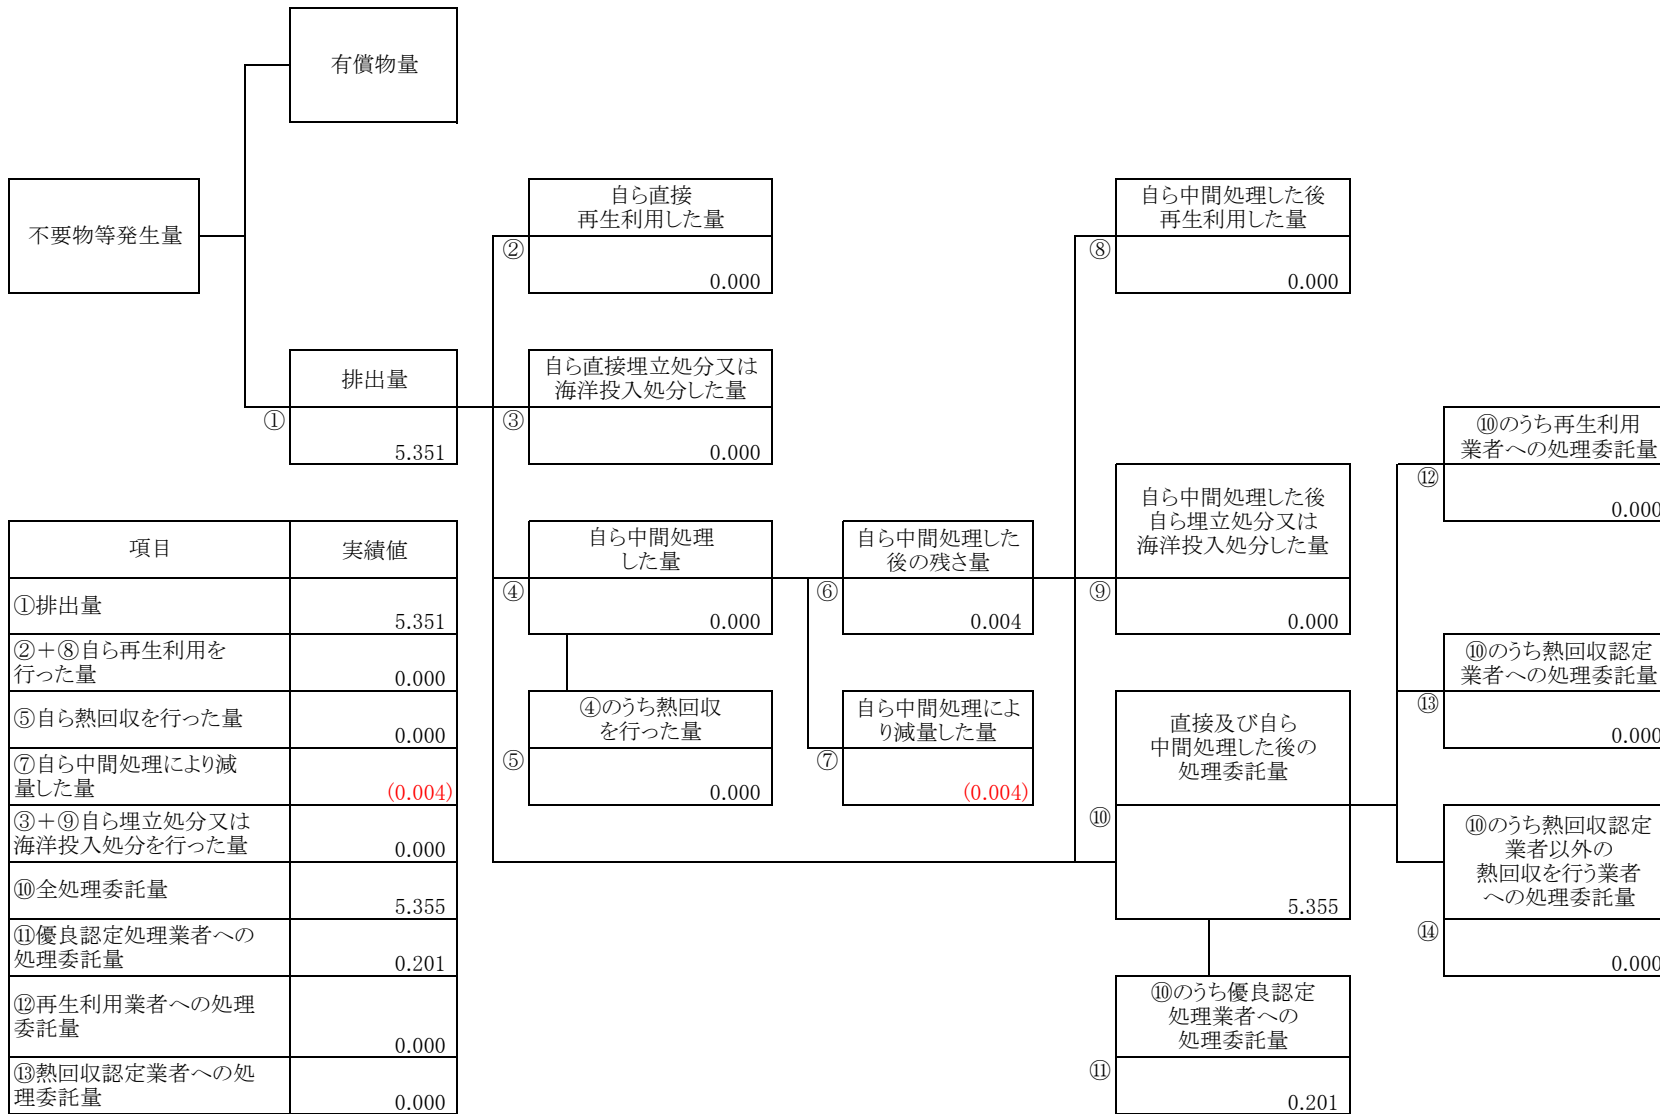 有償物量
不要物等発生量
自ら直接
再生利用した量
②
0.000
自ら中間処理した後
再生利用した量
⑧
0.000
排出量
①
5.351
自ら直接埋立処分又は
海洋投入処分した量
③
0.000
⑩のうち再生利用
業者への処理委託量
⑫
0.000
自ら中間処理
した量
④
0.000
自ら中間処理した
後の残さ量
⑥
0.004
自ら中間処理した後
自ら埋立処分又は
海洋投入処分した量
⑨
0.000
⑩のうち熱回収認定
業者への処理委託量
⑬
0.000
④のうち熱回収
を行った量
⑤
0.000
自ら中間処理によ
り減量した量
⑦
(0.004)
直接及び自ら
中間処理した後の
処理委託量
⑩
5.355
⑩のうち熱回収認定
業者以外の
熱回収を行う業者
への処理委託量
⑭
0.000
⑩のうち優良認定
処理業者への
処理委託量
⑪
0.201
項目 実績値
①排出量
5.351
②+⑧自ら再生利用を
行った量 0.000
⑤自ら熱回収を行った量
0.000
⑦自ら中間処理により減
量した量 (0.004)
③+⑨自ら埋立処分又は
海洋投入処分を行った量 0.000
⑩全処理委託量
5.355
⑪優良認定処理業者への
処理委託量 0.201
⑫再生利用業者への処理
委託量
0.000
⑬熱回収認定業者への処
理委託量 0.000